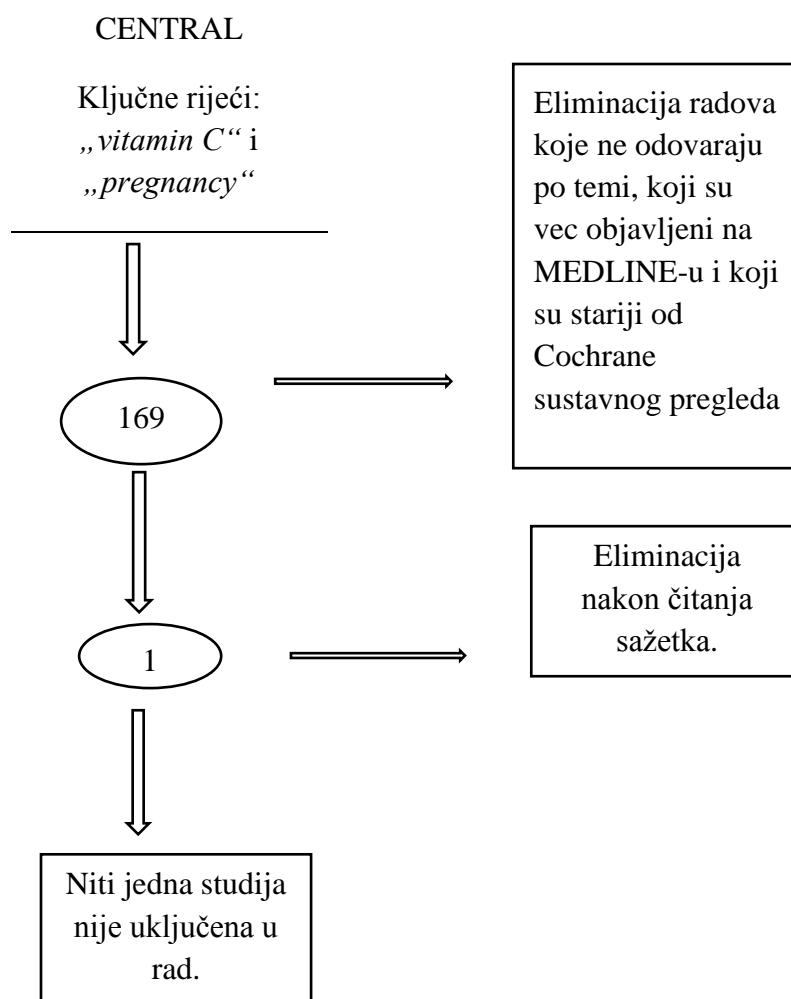 CENTRAL
Ključne rijeći:
„vitamin C“ i
„pregnancy“
Eliminacija radova
koje ne odovaraju
po temi, koji su
vec objavljeni na
MEDLINE-u i koji
su stariji od
Cochrane
sustavnog pregleda
169
Eliminacija
nakon čitanja
sažetka.
1
Niti jedna studija
nije uključena u
rad.